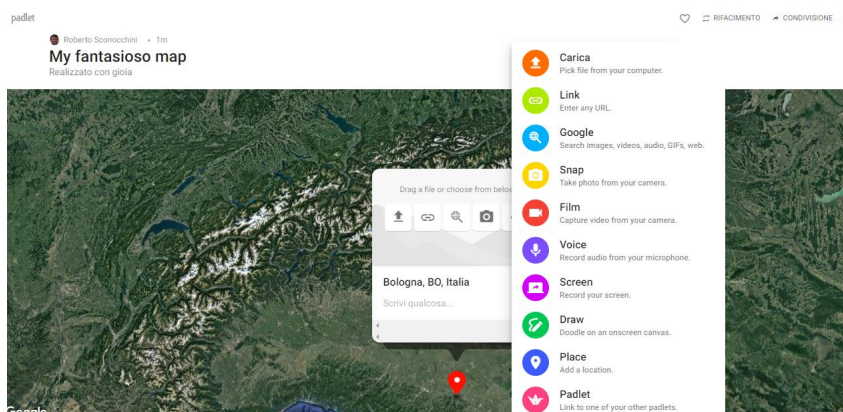 padlet
RIFACIMENTO
CONDIVISIONE
Roberto Sconocchini • 1m
My fantasioso map
Realizzato con gioia
Drag a file or choose from below
Bologna, BO, Italia
Scrivi qualcosa...
Carica
Pick file from your computer.
Link
Enter any URL.
Google
Search images, videos, audio, GIFs, web.
Snap
Take photo from your camera.
Film
Capture video from your camera.
Voice
Record audio from your microphone.
Screen
Record your screen.
Draw
Doodle on an onscreen canvas.
Place
Add a location.
Padlet
Link to one of your other padlets.
Google